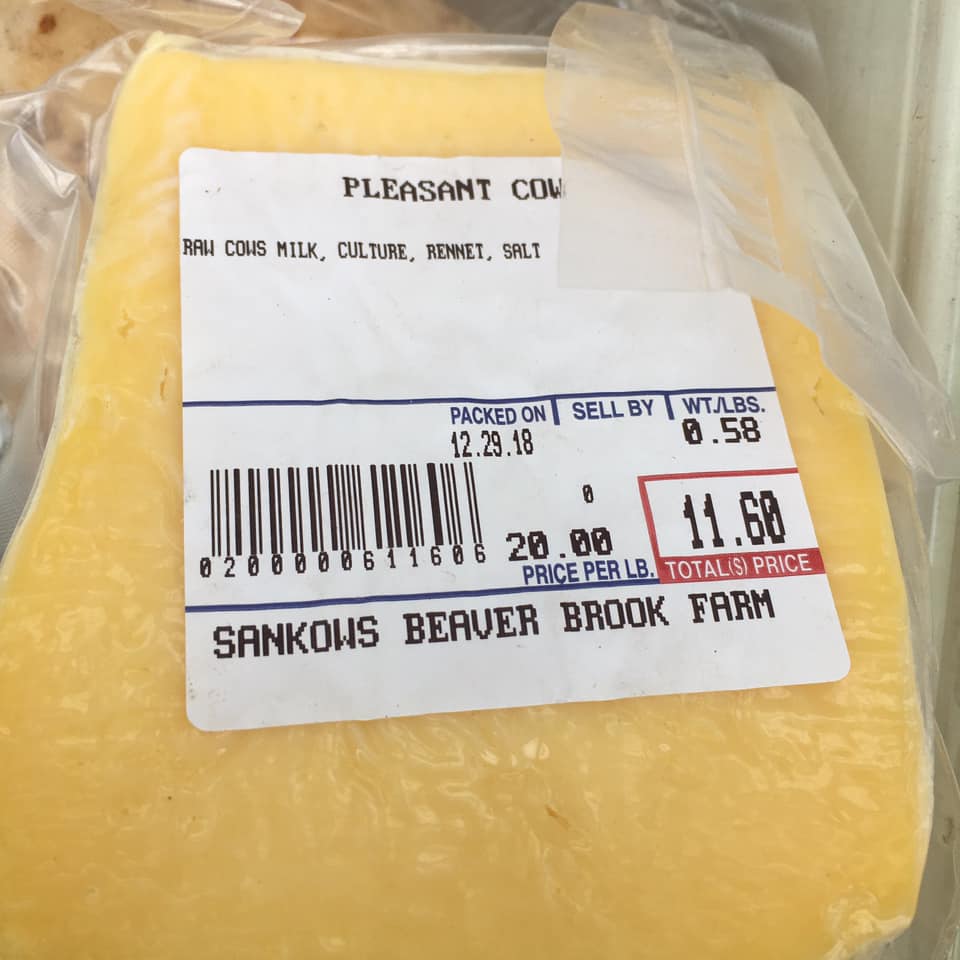 PLEASANT COW
RAW COWS MILK, CULTURE, RENNET, SALT
PACKED ON SELL BY WT./LBS.
12.29.18 0.58
0
20.00 11.60
PRICE PER LB. TOTAL(S) PRICE
0200000611606
SANKOWS BEAVER BROOK FARM